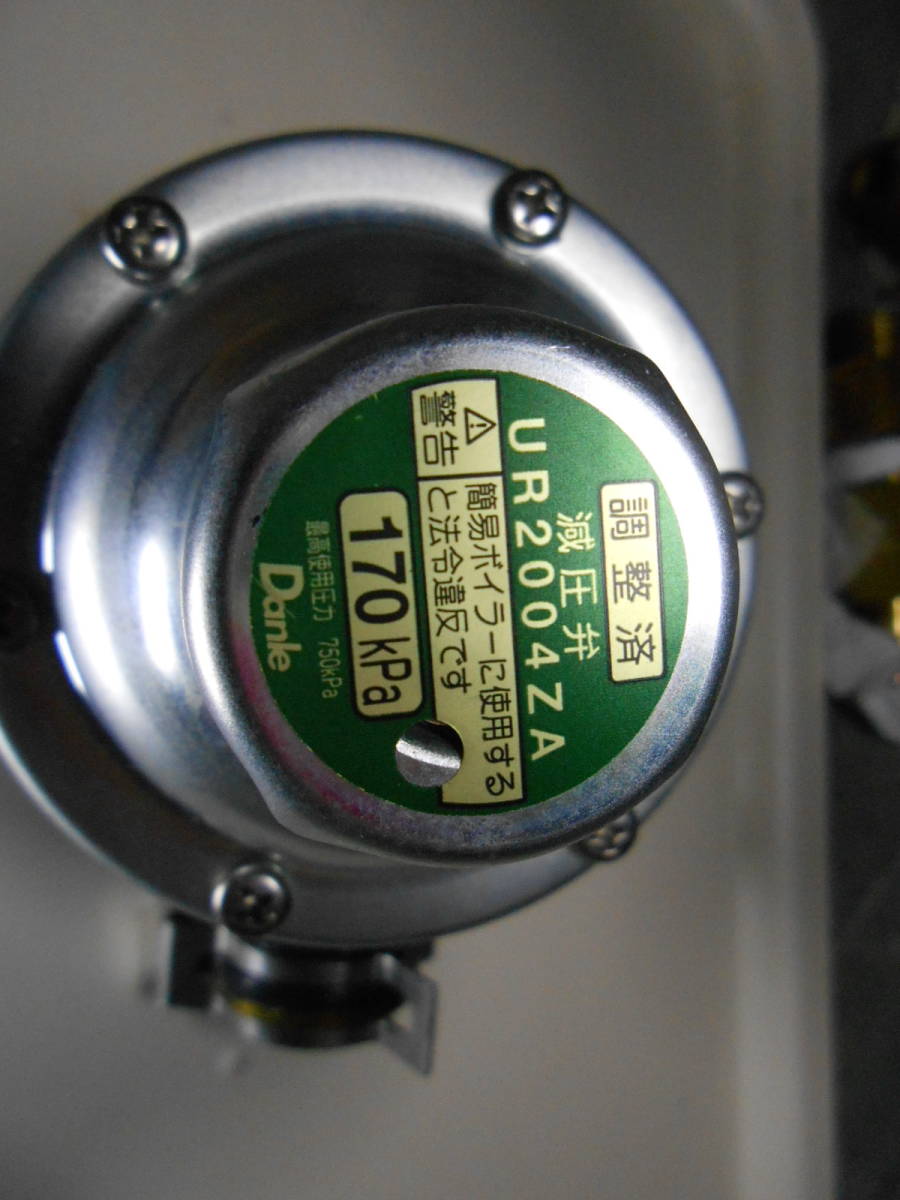 調整済
減圧弁
UR2004ZA
警告
簡易ボイラーに使用する
と法令違反です
170kPa
最高使用圧力 750kPa
Danle